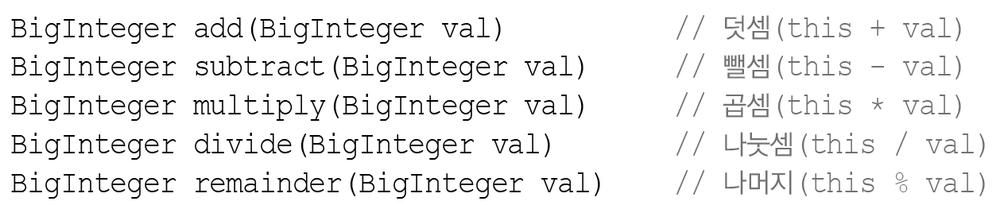 BigInteger add(BigInteger val) // 덧셈(this + val)
BigInteger subtract(BigInteger val) // 뺄셈(this - val)
BigInteger multiply(BigInteger val) // 곱셈(this * val)
BigInteger divide(BigInteger val) // 나눗셈(this / val)
BigInteger remainder(BigInteger val) // 나머지(this % val)